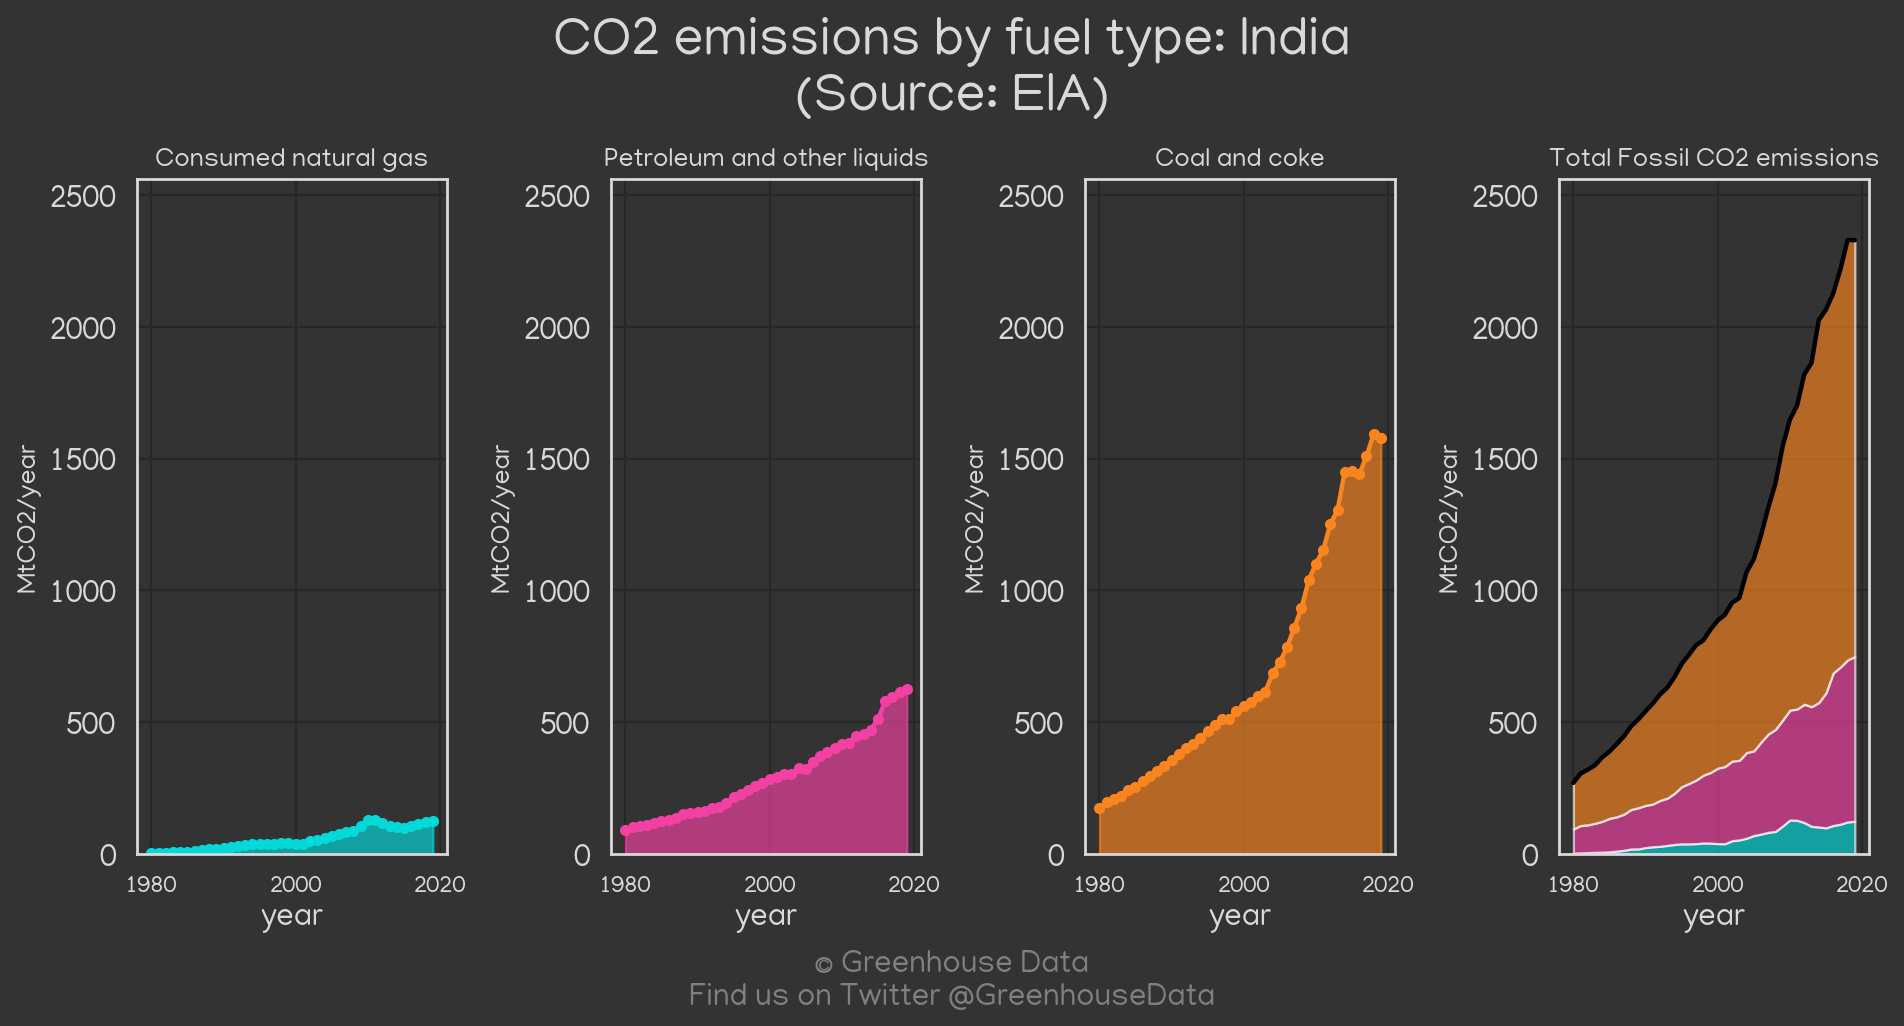 CO2 emissions by fuel type: India
(Source: EIA)
Consumed natural gas
2500
2000
1500
1000
500
0
MtCO2/year
1980 2000 2020
year
Petroleum and other liquids
2500
2000
1500
1000
500
0
MtCO2/year
1980 2000 2020
year
Coal and coke
2500
2000
1500
1000
500
0
MtCO2/year
1980 2000 2020
year
Total Fossil CO2 emissions
2500
2000
1500
1000
500
0
MtCO2/year
1980 2000 2020
year
© Greenhouse Data
Find us on Twitter @GreenhouseData